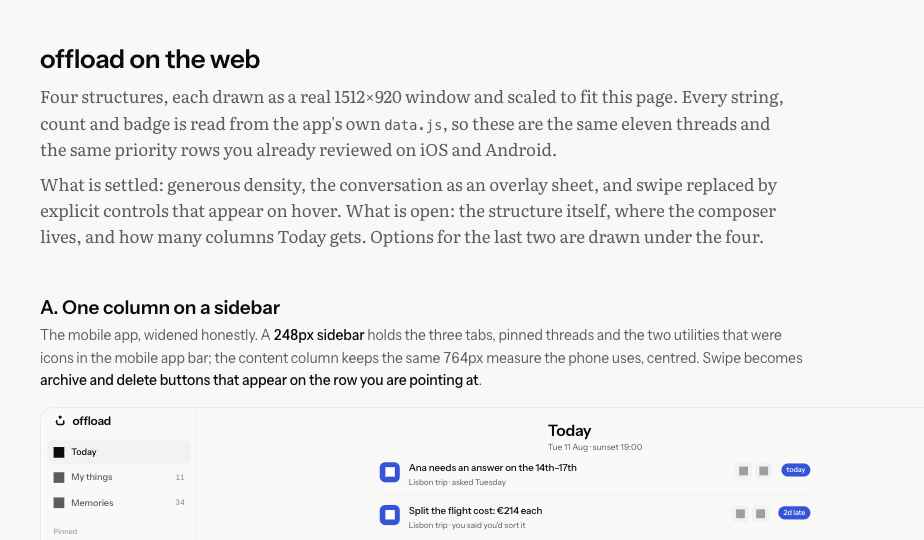 offload on the web
Four structures, each drawn as a real 1512×920 window and scaled to fit this page. Every string,
count and badge is read from the app's own data.js, so these are the same eleven threads and
the same priority rows you already reviewed on iOS and Android.
What is settled: generous density, the conversation as an overlay sheet, and swipe replaced by
explicit controls that appear on hover. What is open: the structure itself, where the composer
lives, and how many columns Today gets. Options for the last two are drawn under the four.
A. One column on a sidebar
The mobile app, widened honestly. A 248px sidebar holds the three tabs, pinned threads and the two utilities that were
icons in the mobile app bar; the content column keeps the same 764px measure the phone uses, centred. Swipe becomes
archive and delete buttons that appear on the row you are pointing at.
offload
Today
My things 11
Memories 34
Pinned
Today
Tue 11 Aug · sunset 19:00
Ana needs an answer on the 14th–17th
Lisbon trip · asked Tuesday
today
Split the flight cost: €214 each
Lisbon trip · you said you'd sort it
2d late